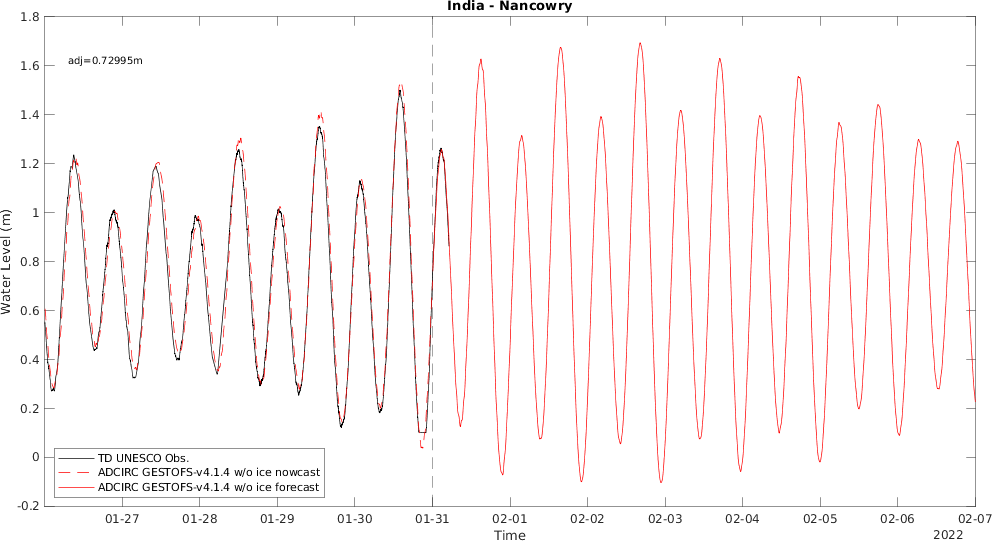 India - Nancowry
adj=0.72995m
1.8
1.6
1.4
1.2
1
0.8
0.6
0.4
0.2
0
-0.2
Water Level (m)
TD UNESCO Obs.
ADCIRC GESTOFS-v4.1.4 w/o ice nowcast
ADCIRC GESTOFS-v4.1.4 w/o ice forecast
01-27 01-28 01-29 01-30 01-31 02-01 02-02 02-03 02-04 02-05 02-06 02-07
Time
2022